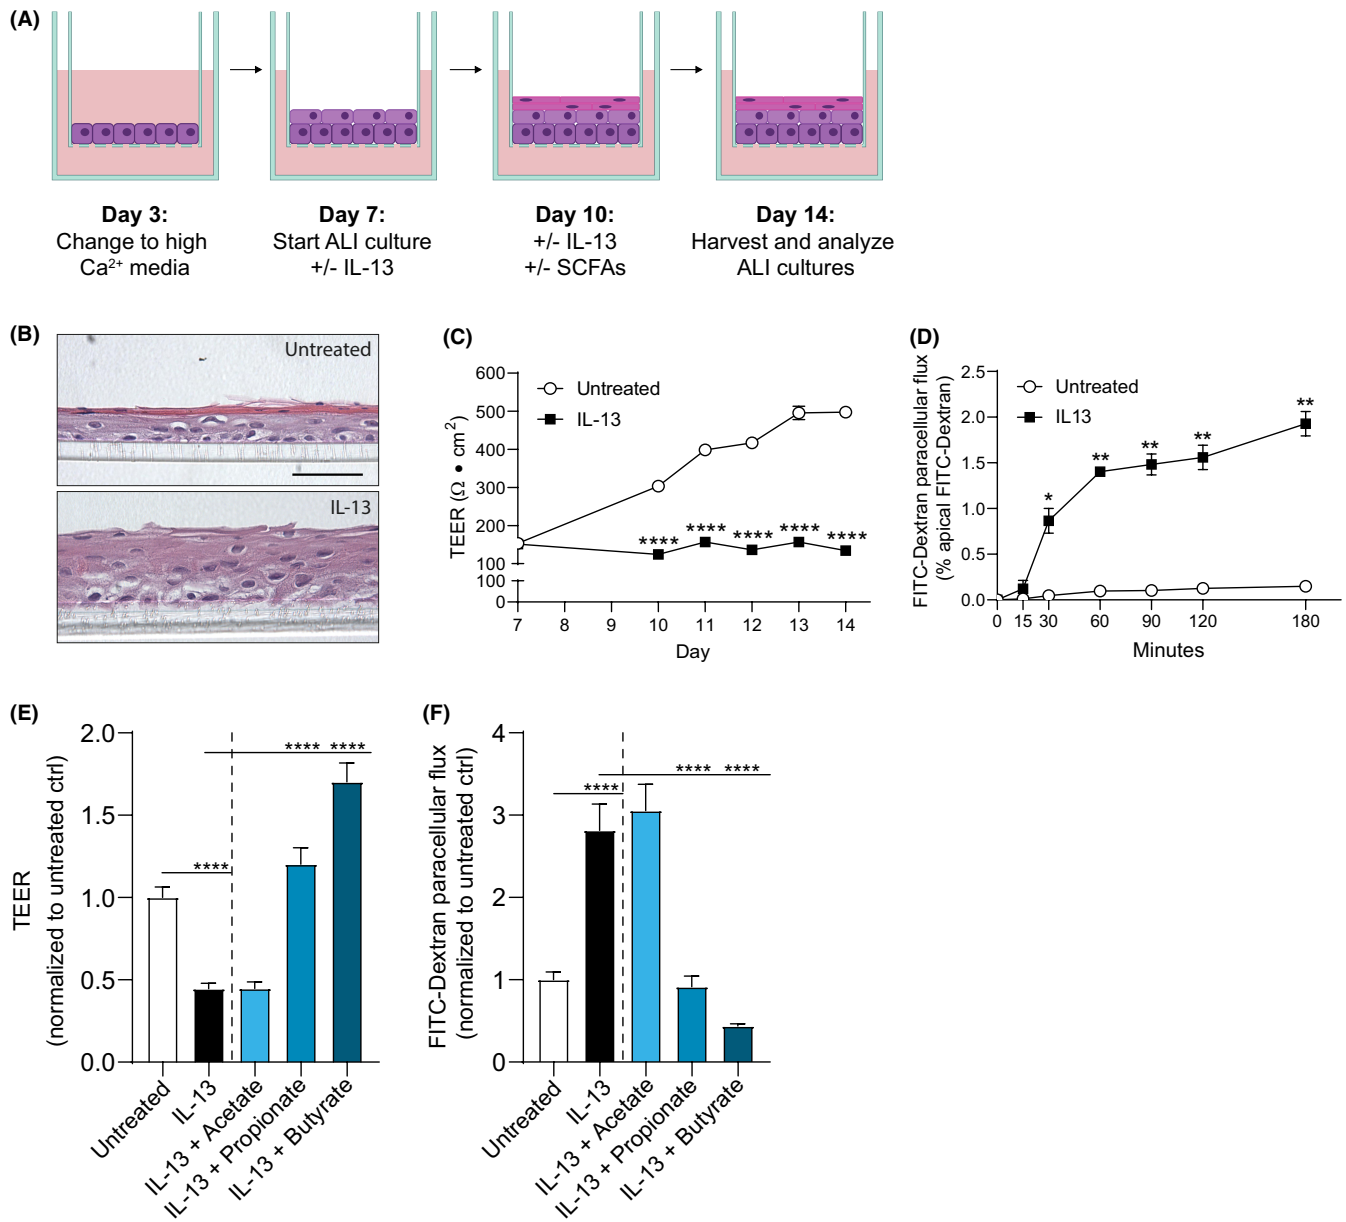 (A)
Day 3:
Change to high
Ca²⁺ media
Day 7:
Start ALI culture
+/- IL-13
Day 10:
+/- IL-13
+/- SCFAs
Day 14:
Harvest and analyze
ALI cultures
(B)
Untreated
IL-13
(C)
TEER (Ω • cm²)
600
500
400
300
200
100
100
0
Untreated
IL-13
****
****
****
****
****
7 8 9 10 11 12 13 14
Day
(D)
FITC-Dextran paracellular flux
(% apical FITC-Dextran)
2.5
2.0
1.5
1.0
0.5
0.0
Untreated
IL13
*
**
**
**
**
0 15 30 60 90 120 180
Minutes
(E)
TEER
(normalized to untreated ctrl)
2.0
1.5
1.0
0.5
0.0
****
**** ****
Untreated
IL-13
IL-13 + Acetate
IL-13 + Propionate
IL-13 + Butyrate
(F)
FITC-Dextran paracellular flux
(normalized to untreated ctrl)
4
3
2
1
0
****
**** ****
Untreated
IL-13
IL-13 + Acetate
IL-13 + Propionate
IL-13 + Butyrate